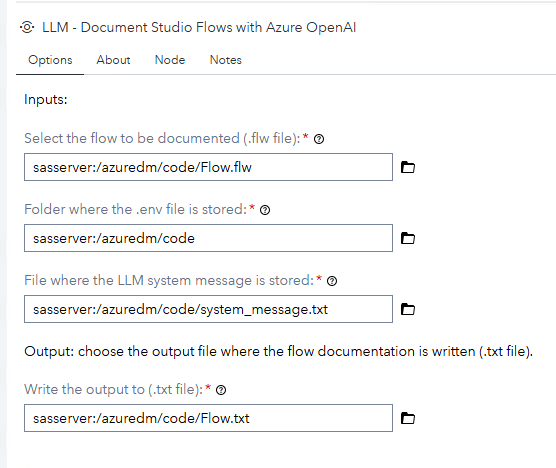 LLM - Document Studio Flows with Azure OpenAI
Options About Node Notes
Inputs:
Select the flow to be documented (.flw file): *
sasserver:/azuredm/code/Flow.flw
Folder where the .env file is stored: *
sasserver:/azuredm/code
File where the LLM system message is stored: *
sasserver:/azuredm/code/system_message.txt
Output: choose the output file where the flow documentation is written (.txt file).
Write the output to (.txt file): *
sasserver:/azuredm/code/Flow.txt